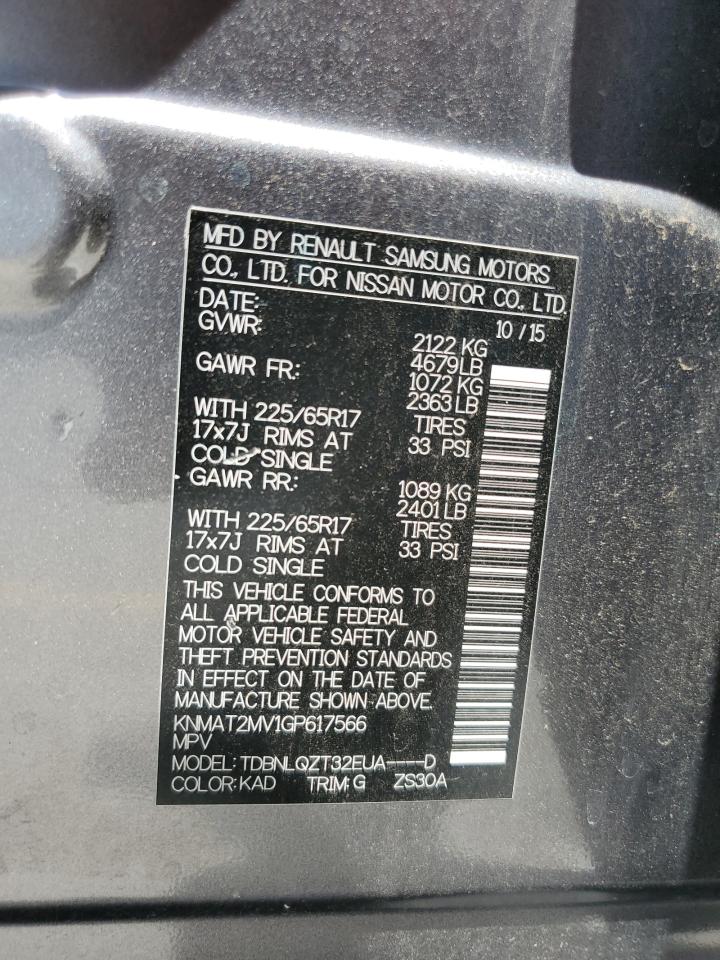 MFD BY RENAULT SAMSUNG MOTORS
CO., LTD. FOR NISSAN MOTOR CO., LTD.
DATE: 10 / 15
GVWR: 2122 KG
4679 LB
GAWR FR: 1072 KG
2363 LB
WITH 225/65R17 TIRES
17x7J RIMS AT 33 PSI
COLD SINGLE
GAWR RR: 1089 KG
2401 LB
WITH 225/65R17 TIRES
17x7J RIMS AT 33 PSI
COLD SINGLE
THIS VEHICLE CONFORMS TO
ALL APPLICABLE FEDERAL
MOTOR VEHICLE SAFETY AND
THEFT PREVENTION STANDARDS
IN EFFECT ON THE DATE OF
MANUFACTURE SHOWN ABOVE.
KNMAT2MV1GP617566
MPV
MODEL: TDBNLQZT32EUA----D
COLOR: KAD TRIM: G ZS30A